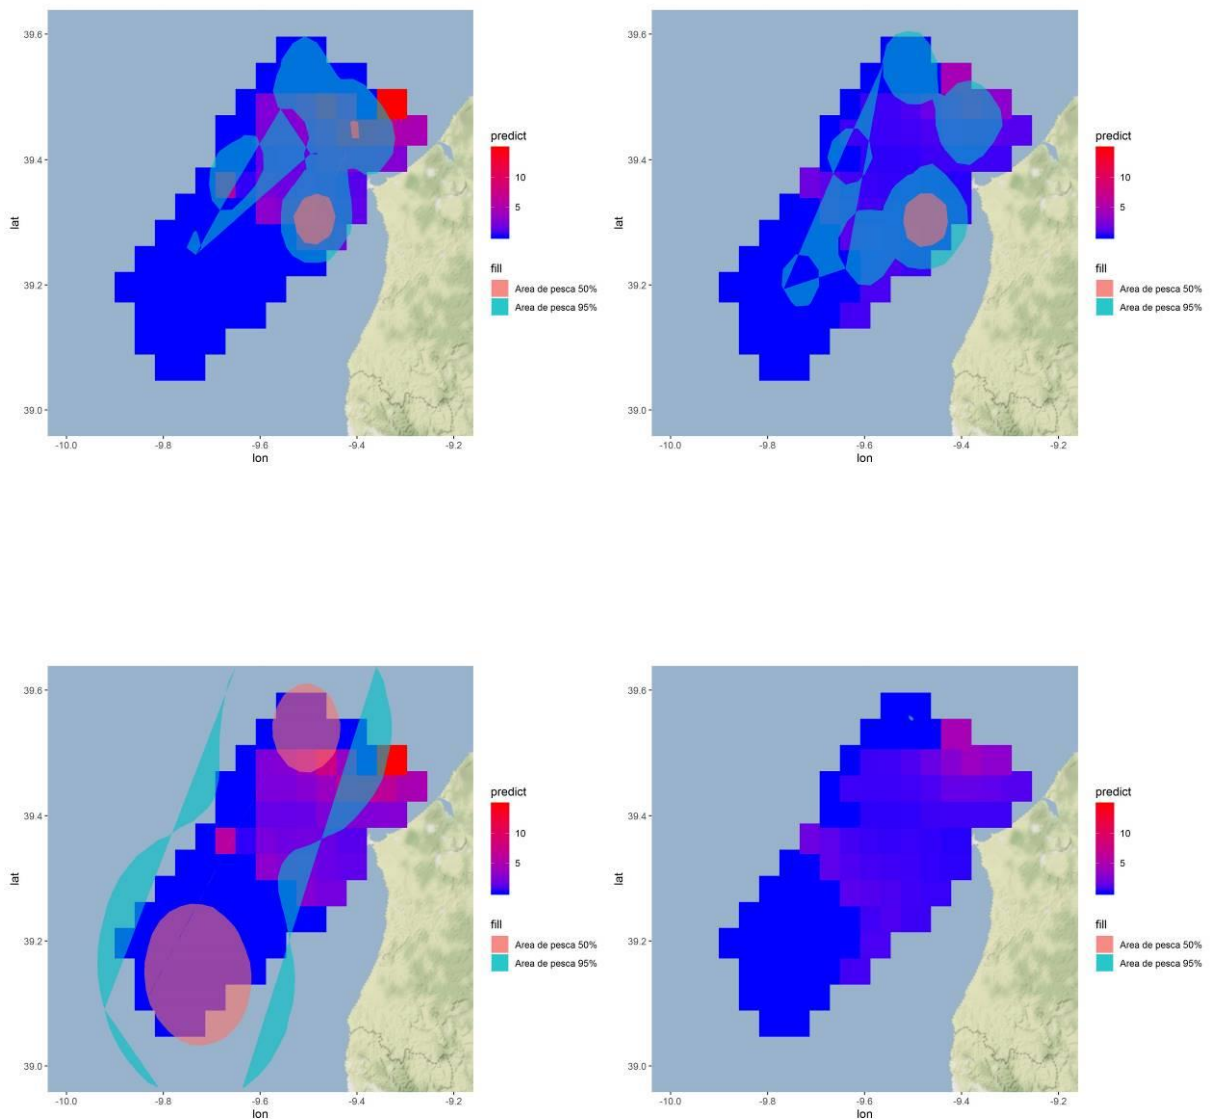 39.6
39.4
39.2
39.0
lat
-10.0 -9.8 -9.6 -9.4 -9.2
lon
predict
10
5
fill
Area de pesca 50%
Area de pesca 95%
39.6
39.4
39.2
39.0
lat
-10.0 -9.8 -9.6 -9.4 -9.2
lon
predict
10
5
fill
Area de pesca 50%
Area de pesca 95%
39.6
39.4
39.2
39.0
lat
-10.0 -9.8 -9.6 -9.4 -9.2
lon
predict
10
5
fill
Area de pesca 50%
Area de pesca 95%
39.6
39.4
39.2
39.0
lat
-10.0 -9.8 -9.6 -9.4 -9.2
lon
predict
10
5
fill
Area de pesca 50%
Area de pesca 95%